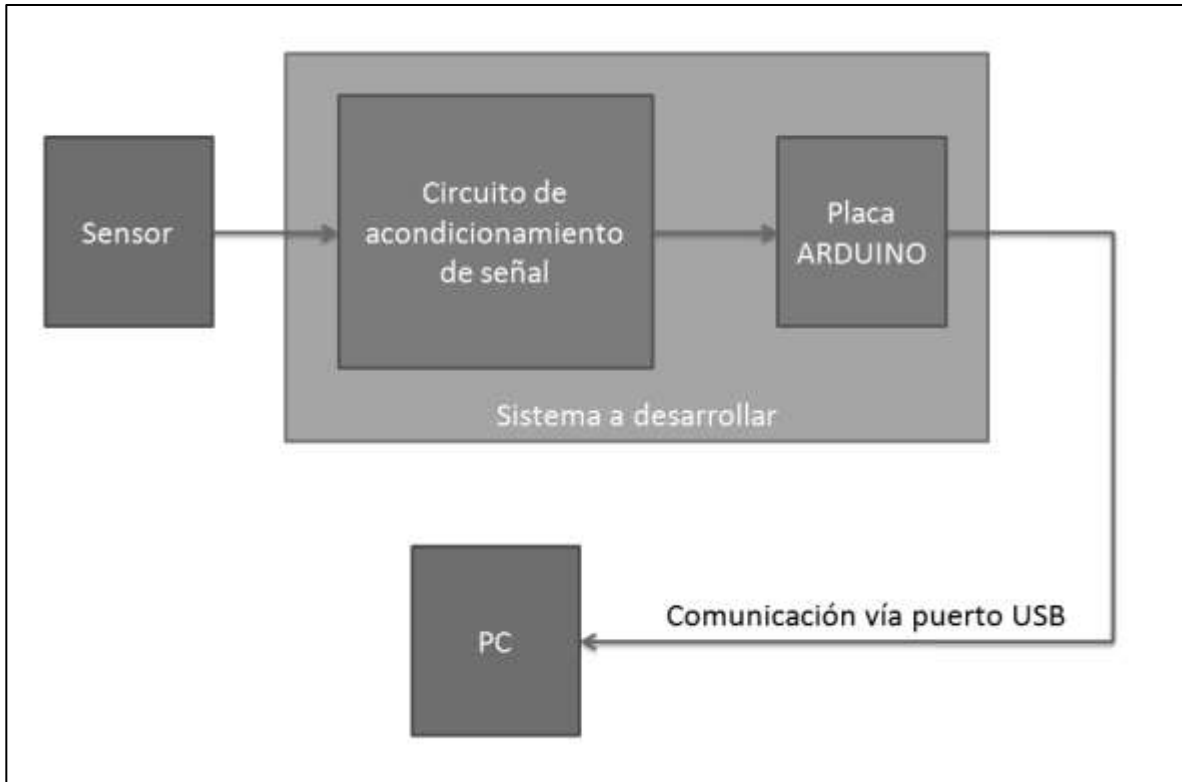 Sensor
Circuito de
acondicionamiento
de señal
Placa
ARDUINO
Sistema a desarrollar
Comunicación vía puerto USB
PC